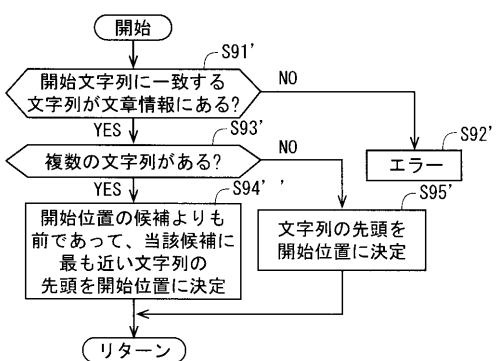 開始
S91'
開始文字列に一致する
文字列が文章情報にある?
NO
YES
S93'
S92'
エラー
複数の文字列がある?
NO
YES
S94''
S95'
開始位置の候補よりも
前であって、当該候補に
最も近い文字列の
先頭を開始位置に決定
文字列の先頭を
開始位置に決定
リターン